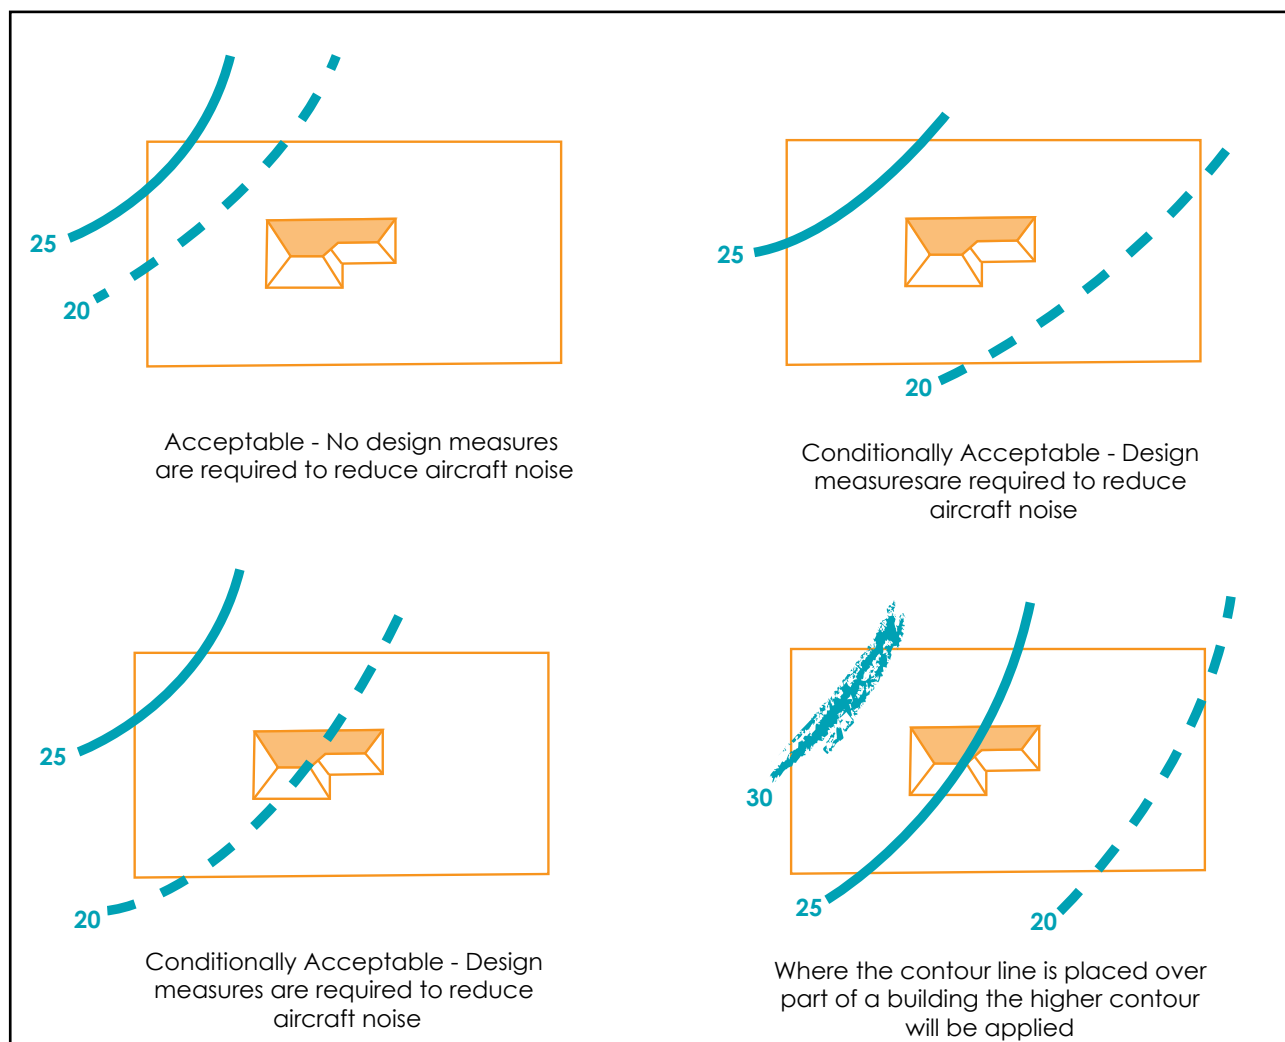 25
20
Acceptable - No design measures
are required to reduce aircraft noise
25
20
Conditionally Acceptable - Design
measuresare required to reduce
aircraft noise
25
20
Conditionally Acceptable - Design
measures are required to reduce
aircraft noise
30
25
20
Where the contour line is placed over
part of a building the higher contour
will be applied